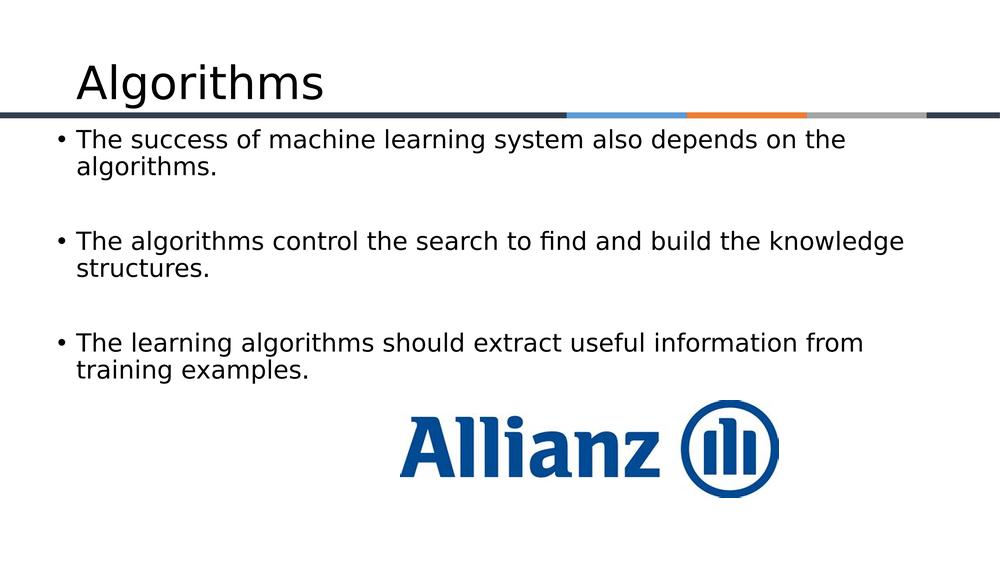 Algorithms
• The success of machine learning system also depends on the
algorithms.
• The algorithms control the search to find and build the knowledge
structures.
• The learning algorithms should extract useful information from
training examples.
Allianz